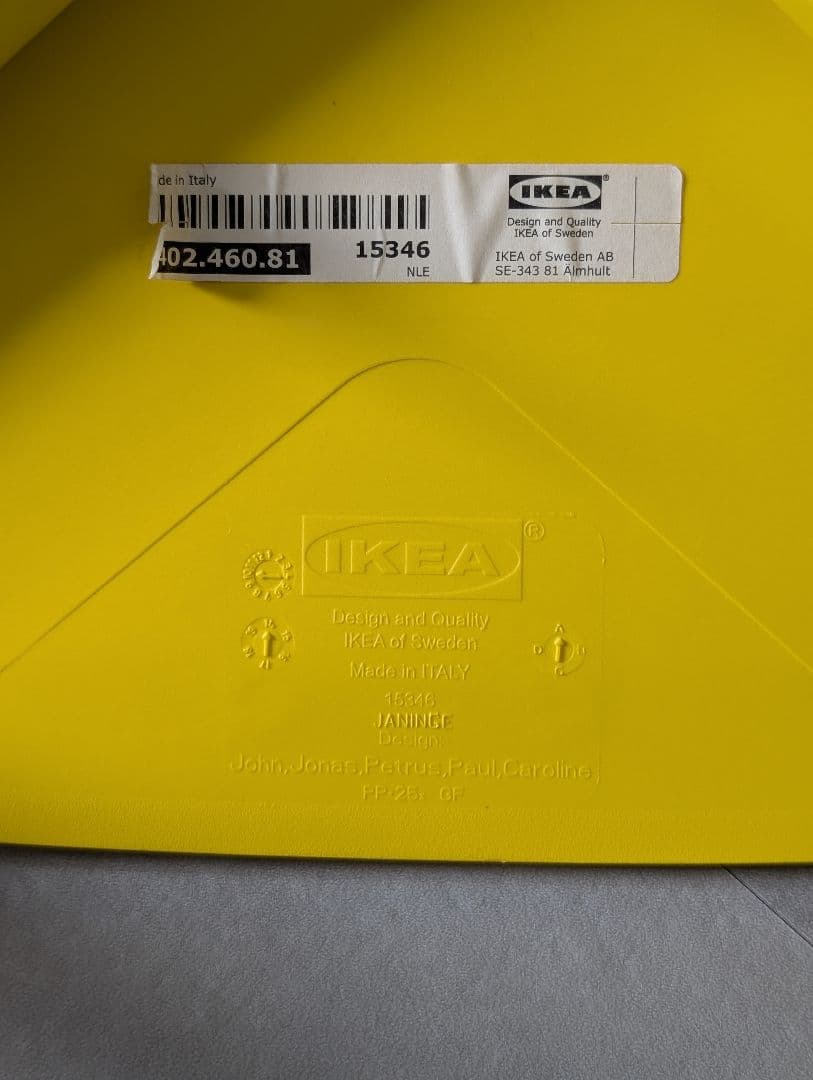 de in Italy
402.460.81
15346
NLE
IKEA®
Design and Quality
IKEA of Sweden
IKEA of Sweden AB
SE-343 81 Älmhult
IKEA®
Design and Quality
IKEA of Sweden
Made in ITALY
15346
JANINGE
Design:
John,Jonas,Petrus,Paul,Caroline
GF